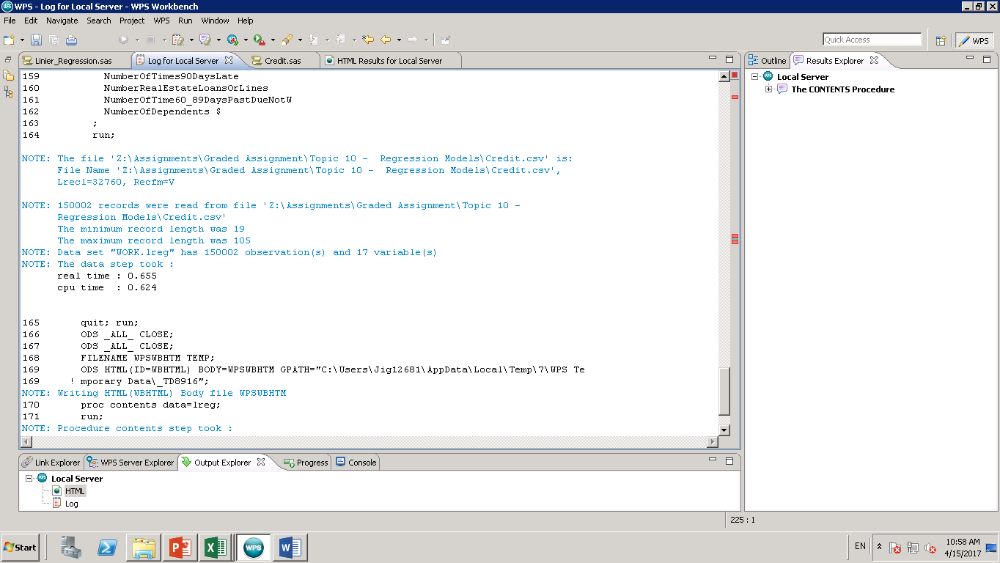 WPS - Log for Local Server - WPS Workbench
File Edit Navigate Search Project WPS Run Window Help
Quick Access
WPS
Linier_Regression.sas Log for Local Server Credit.sas HTML Results for Local Server
Outline Results Explorer
Local Server
The CONTENTS Procedure
159 NumberOfTimes90DaysLate
160 NumberRealEstateLoansOrLines
161 NumberOfTime60_89DaysPastDueNotW
162 NumberOfDependents $
163 ;
164 run;
NOTE: The file 'Z:\Assignments\Graded Assignment\Topic 10 -  Regression Models\Credit.csv' is:
File Name 'Z:\Assignments\Graded Assignment\Topic 10 -  Regression Models\Credit.csv',
Lrecl=32760, Recfm=V
NOTE: 150002 records were read from file 'Z:\Assignments\Graded Assignment\Topic 10 -
Regression Models\Credit.csv'
The minimum record length was 19
The maximum record length was 105
NOTE: Data set "WORK.lreg" has 150002 observation(s) and 17 variable(s)
NOTE: The data step took :
real time : 0.655
cpu time  : 0.624
165 quit; run;
166 ODS _ALL_ CLOSE;
167 ODS _ALL_ CLOSE;
168 FILENAME WPSWBHTM TEMP;
169 ODS HTML(ID=WBHTML) BODY=WPSWBHTM GPATH="C:\Users\Jig12681\AppData\Local\Temp\7\WPS Te
169 ! mporary Data\_TD8916";
NOTE: Writing HTML(WBHTML) Body file WPSWBHTM
170 proc contents data=lreg;
171 run;
NOTE: Procedure contents step took :
Link Explorer WPS Server Explorer Output Explorer Progress Console
Local Server
HTML
Log
225 : 1
Start
WPS
EN
10:58 AM
4/15/2017